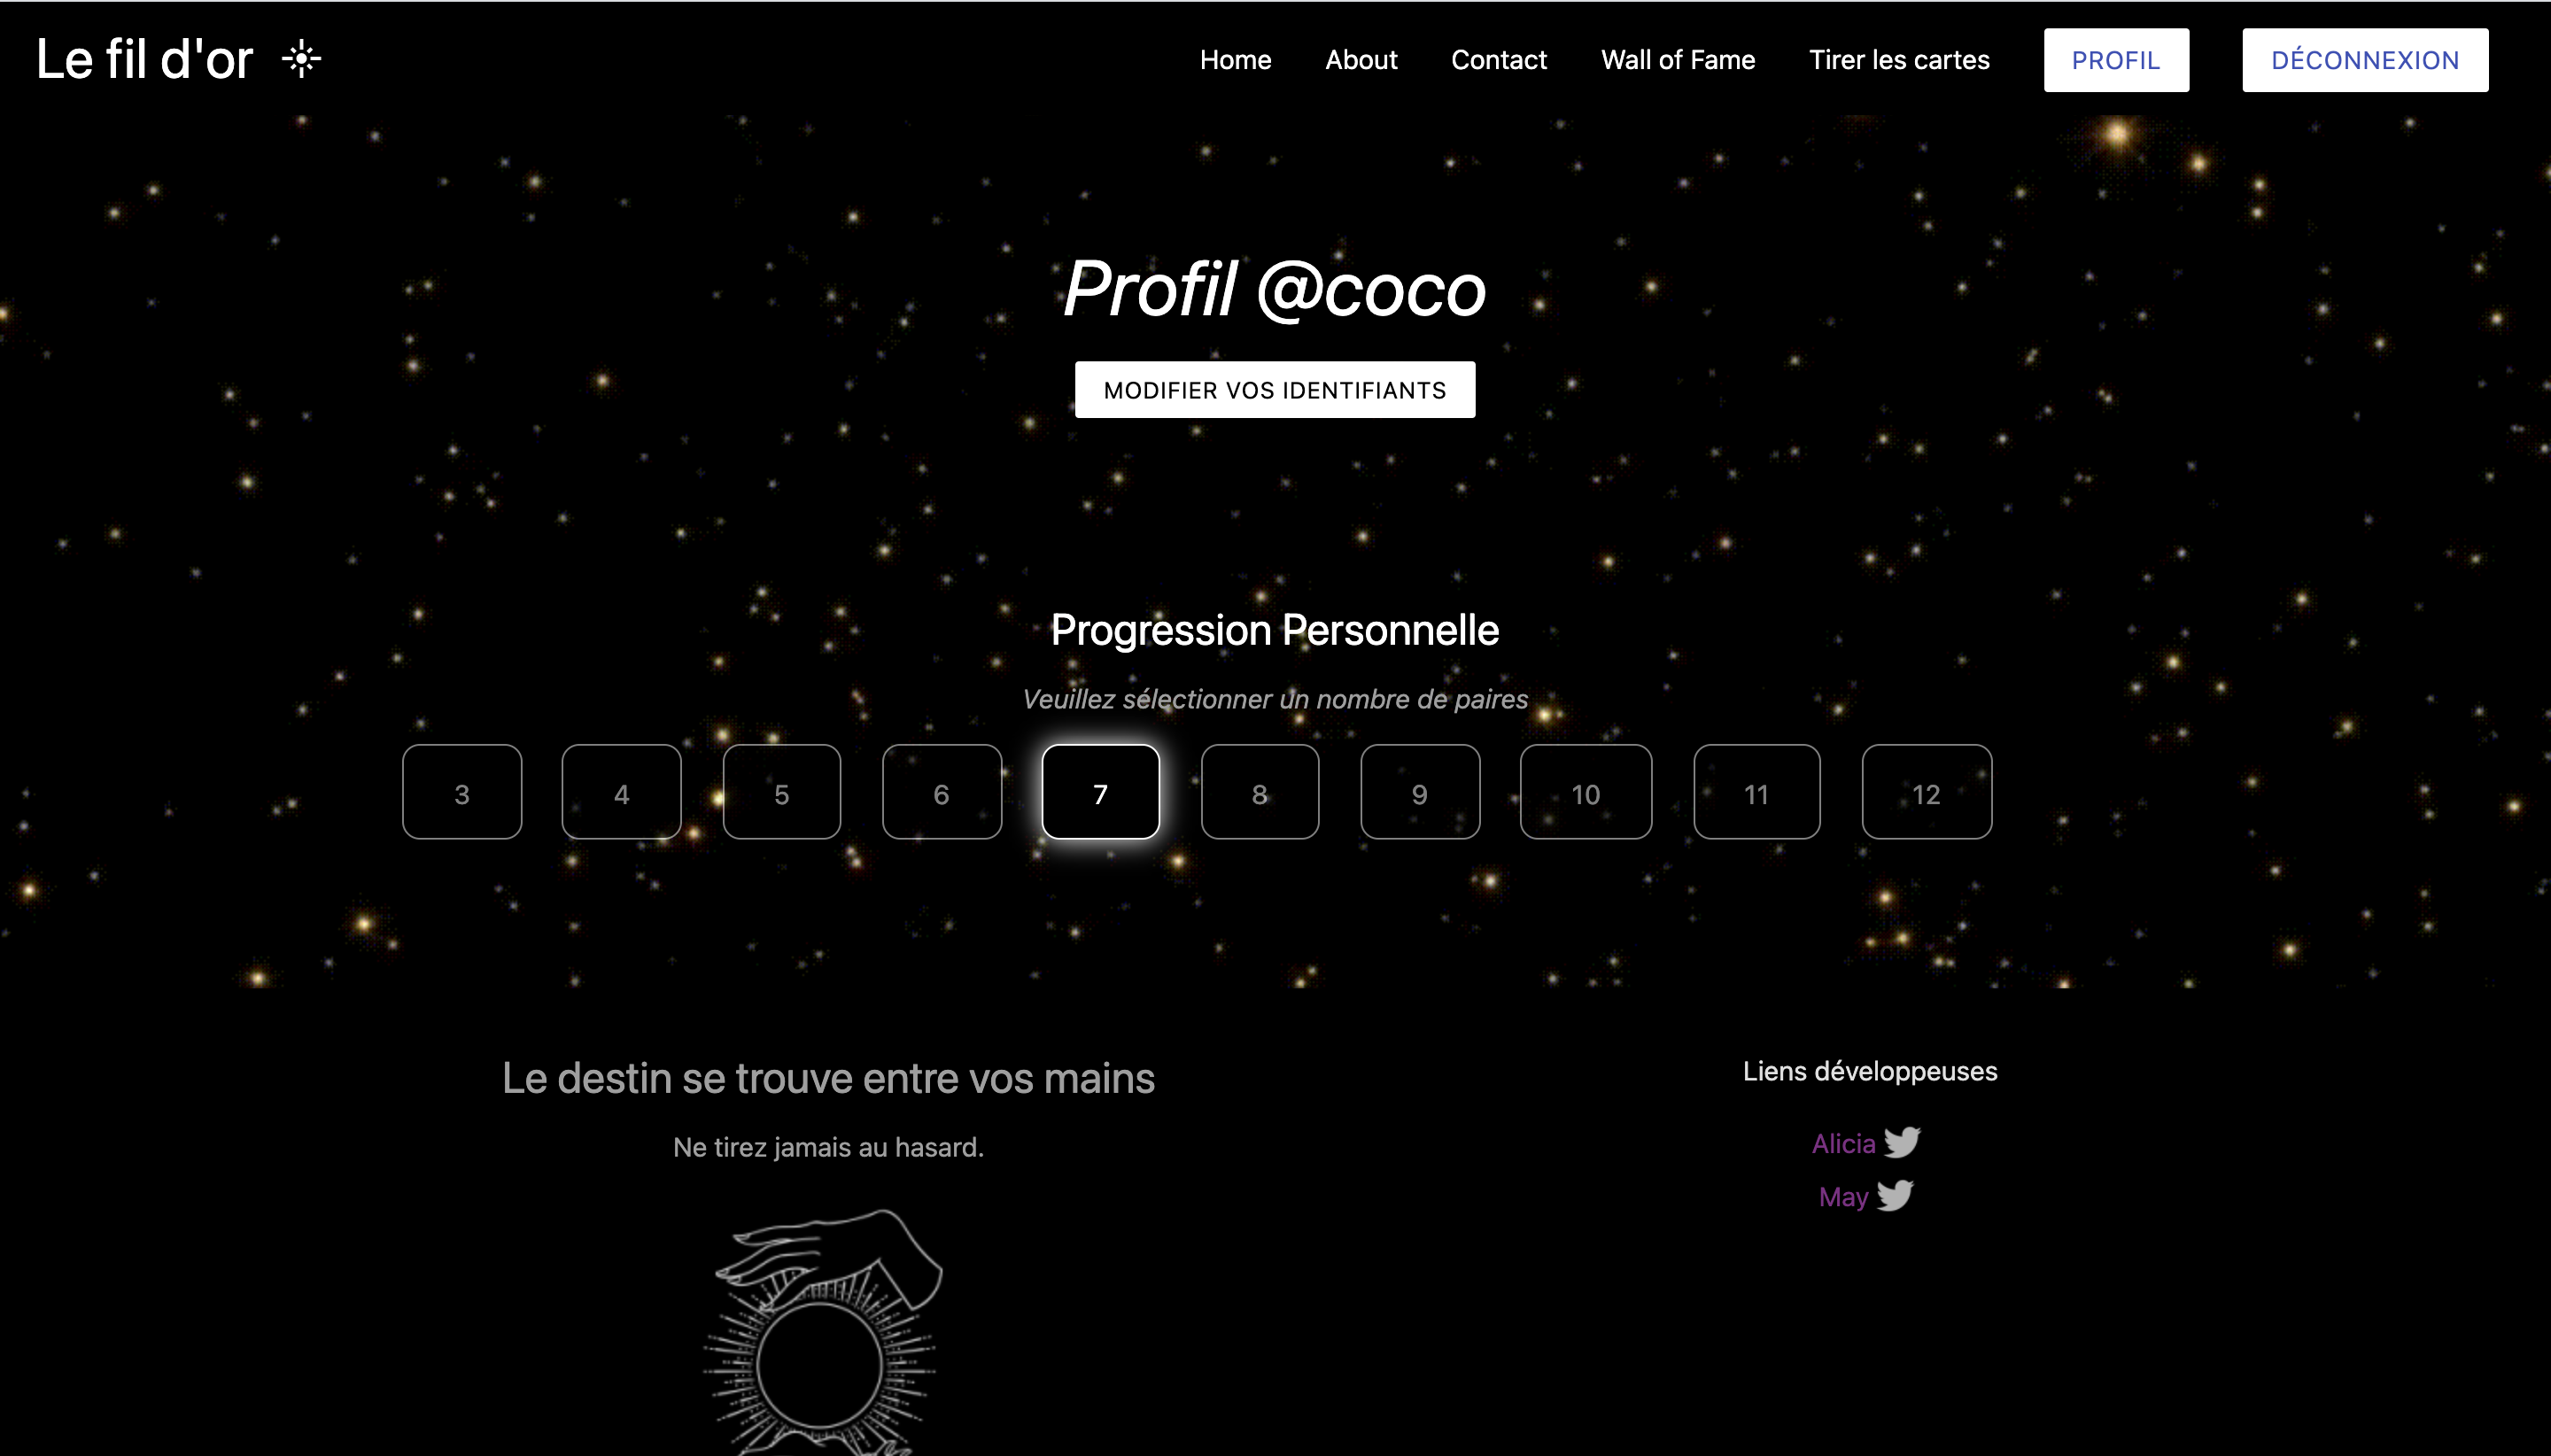 Le fil d'or
Home About Contact Wall of Fame Tirer les cartes PROFIL DÉCONNEXION
Profil @coco
MODIFIER VOS IDENTIFIANTS
Progression Personnelle
Veuillez sélectionner un nombre de paires
3 4 5 6 7 8 9 10 11 12
Le destin se trouve entre vos mains
Ne tirez jamais au hasard.
Liens développeuses
Alicia
May